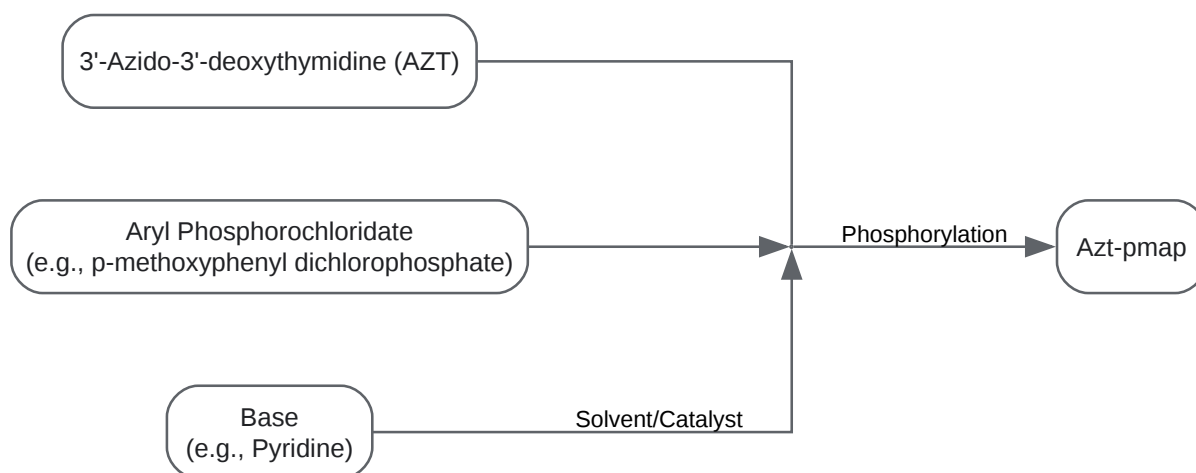 3'-Azido-3'-deoxythymidine (AZT)
Aryl Phosphorochloridate
(e.g., p-methoxyphenyl dichlorophosphate)
Phosphorylation
Azt-pmap
Base
(e.g., Pyridine)
Solvent/Catalyst